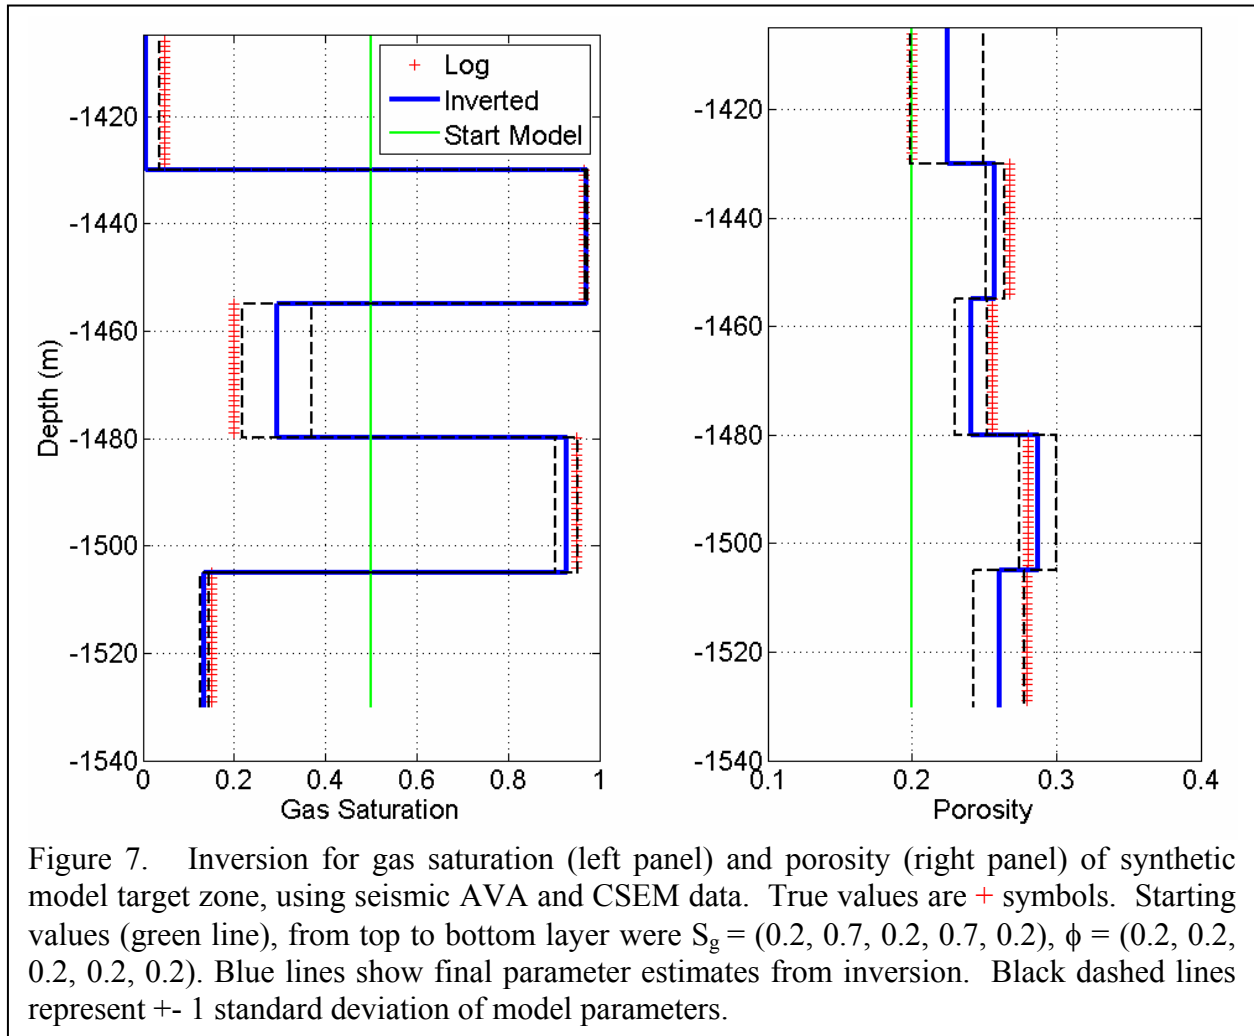 Log
Inverted
Start Model
-1420
-1440
-1460
-1480
-1500
-1520
-1540
Depth (m)
0
0.2
0.4
0.6
0.8
1
Gas Saturation
-1420
-1440
-1460
-1480
-1500
-1520
-1540
0.1
0.2
0.3
0.4
Porosity
Figure 7. Inversion for gas saturation (left panel) and porosity (right panel) of synthetic
model target zone, using seismic AVA and CSEM data. True values are + symbols. Starting
values (green line), from top to bottom layer were Sg = (0.2, 0.7, 0.2, 0.7, 0.2), ϕ = (0.2, 0.2,
0.2, 0.2, 0.2). Blue lines show final parameter estimates from inversion. Black dashed lines
represent +- 1 standard deviation of model parameters.